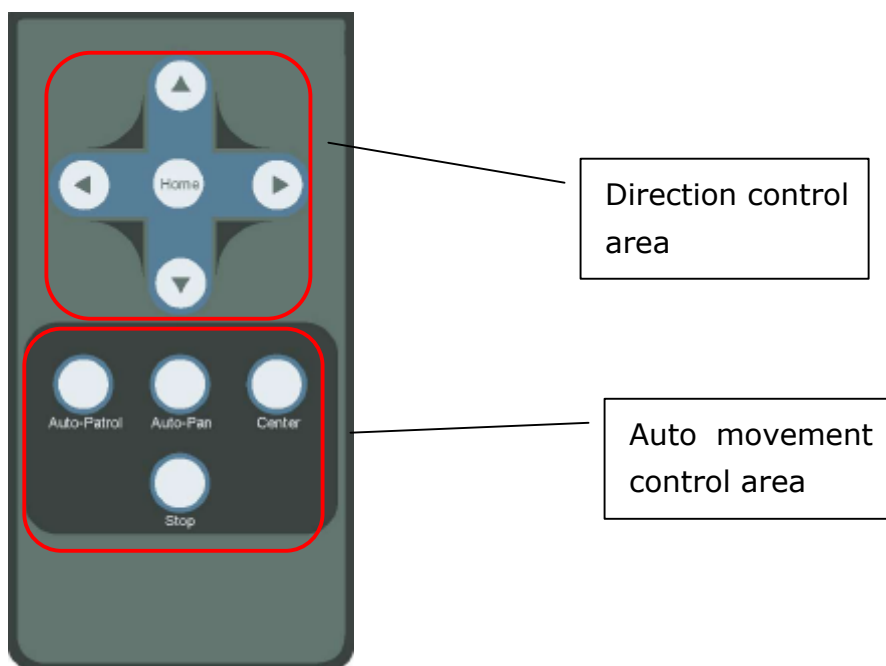 Home
Direction control
area
Auto-Patrol Auto-Pan Center
Stop
Auto movement
control area